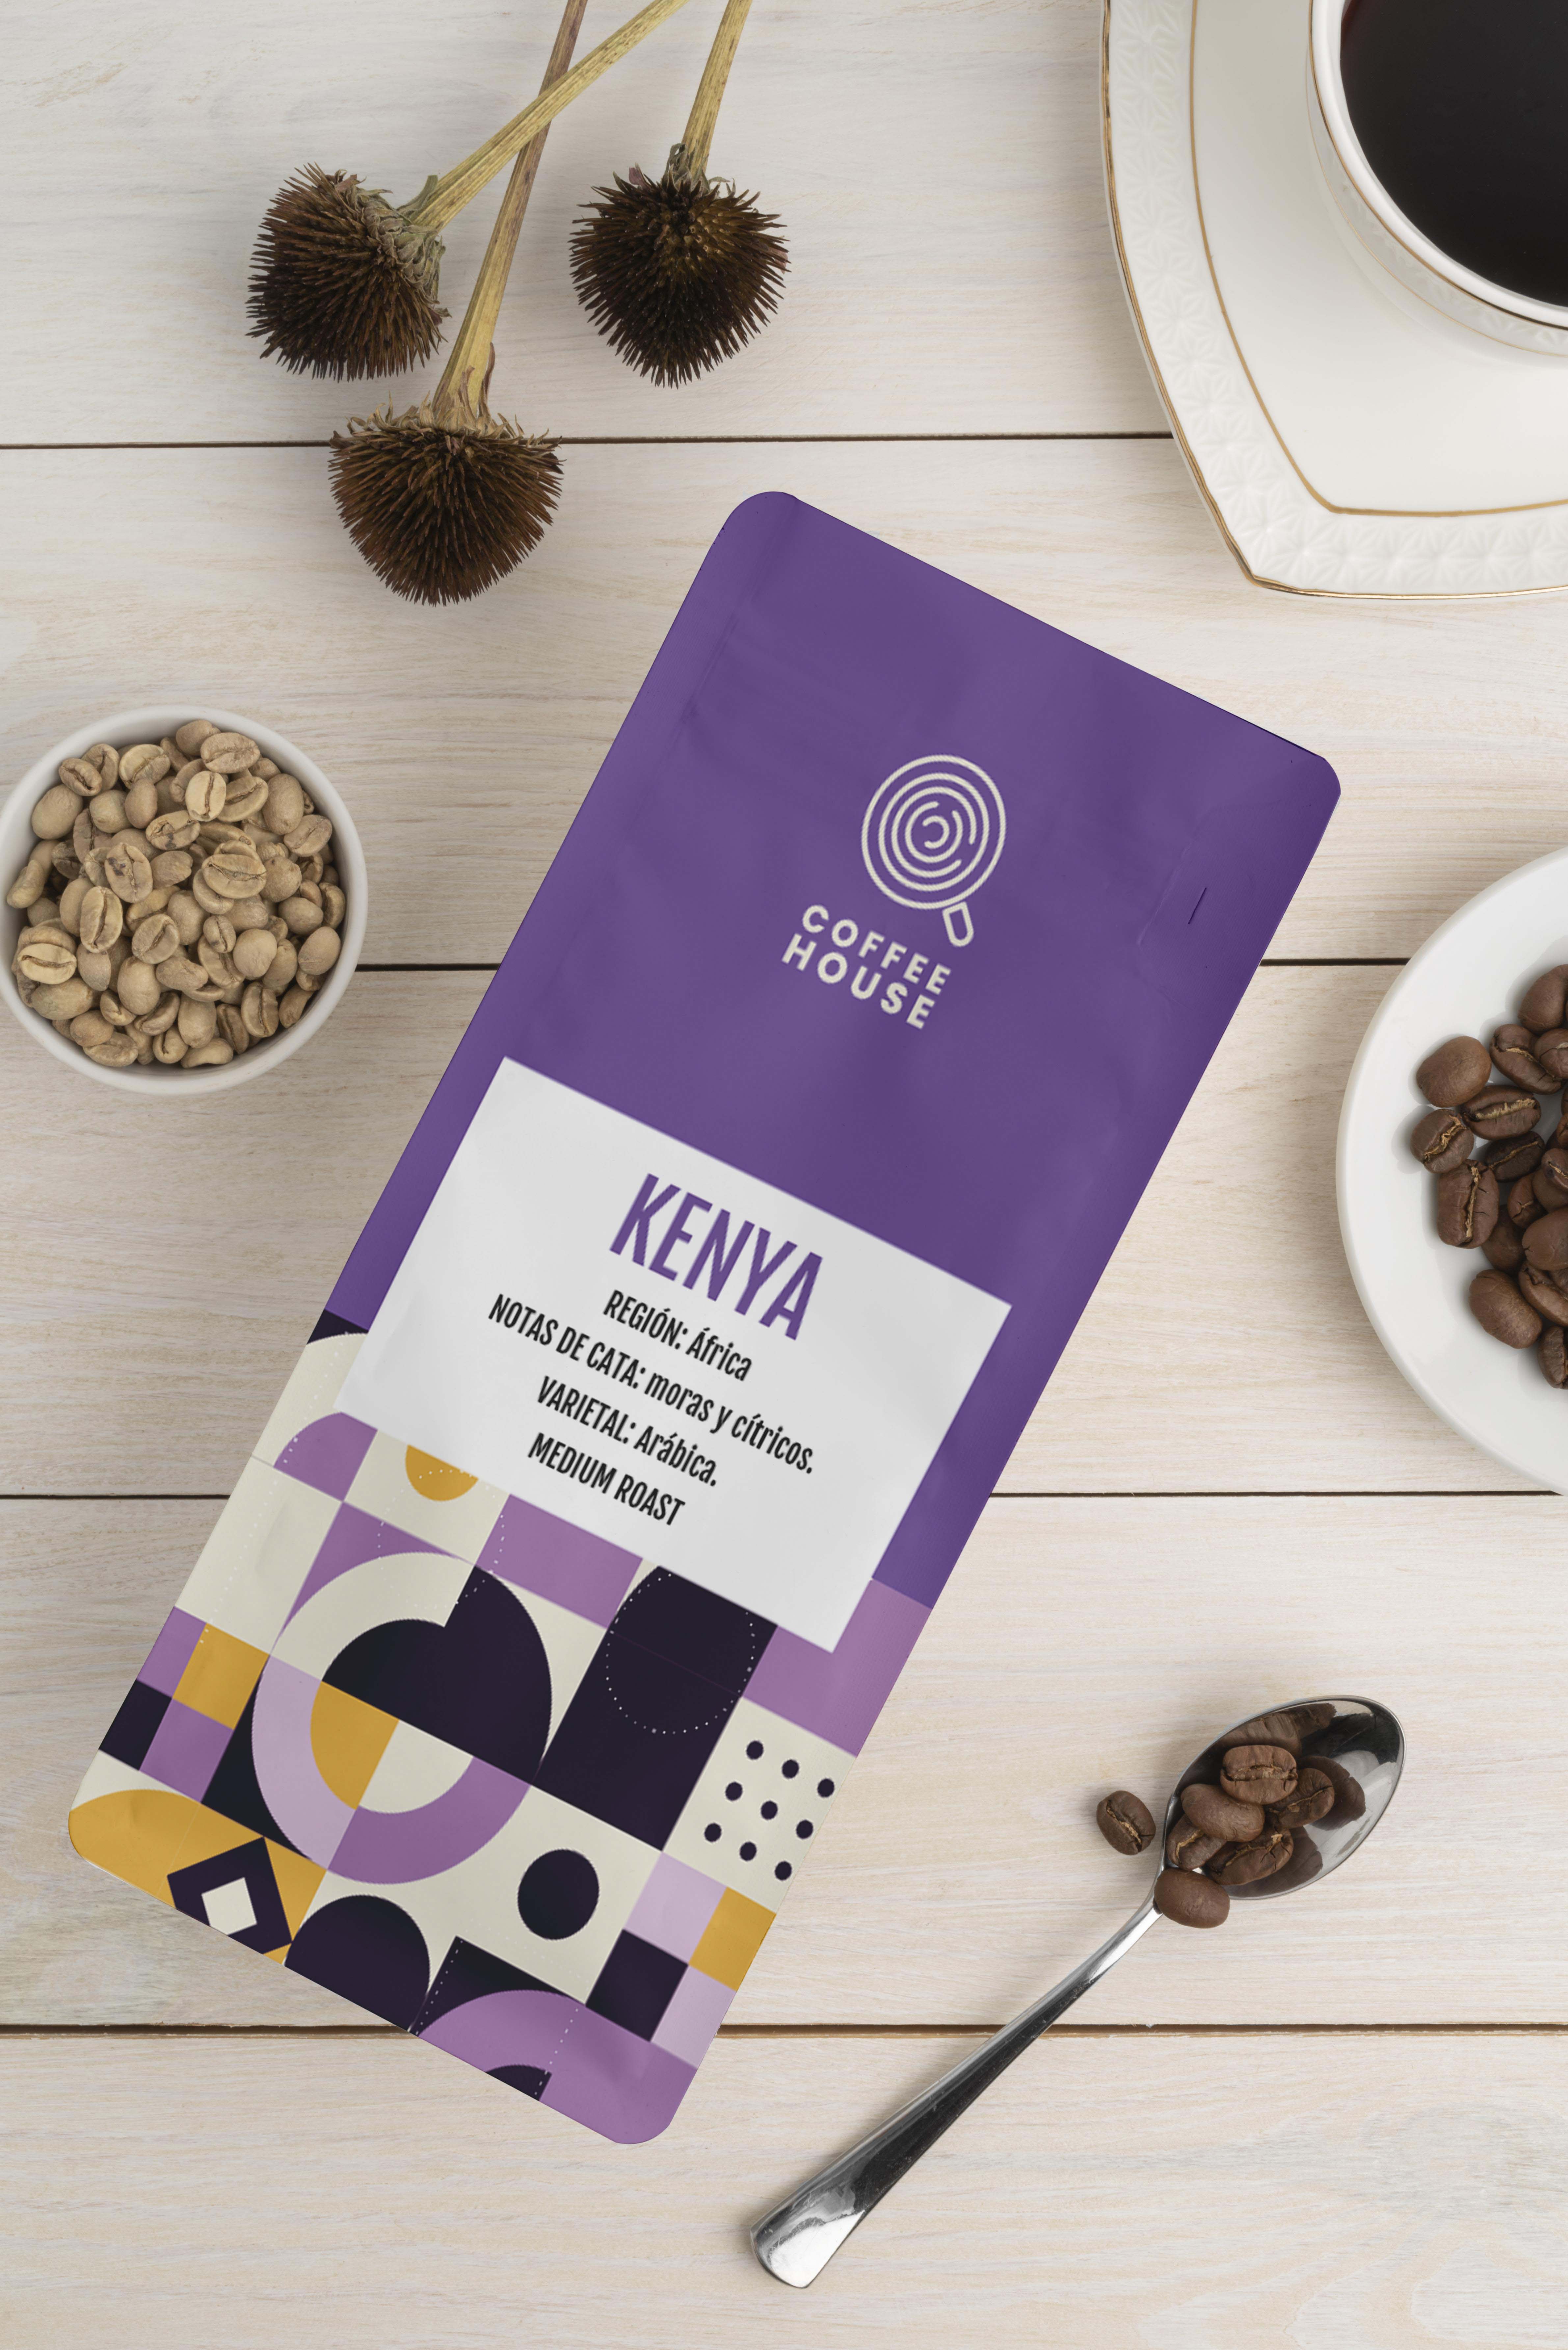 COFFEE
HOUSE
KENYA
REGIÓN: África
NOTAS DE CATA: moras y cítricos.
VARIETAL: Arábica.
MEDIUM ROAST